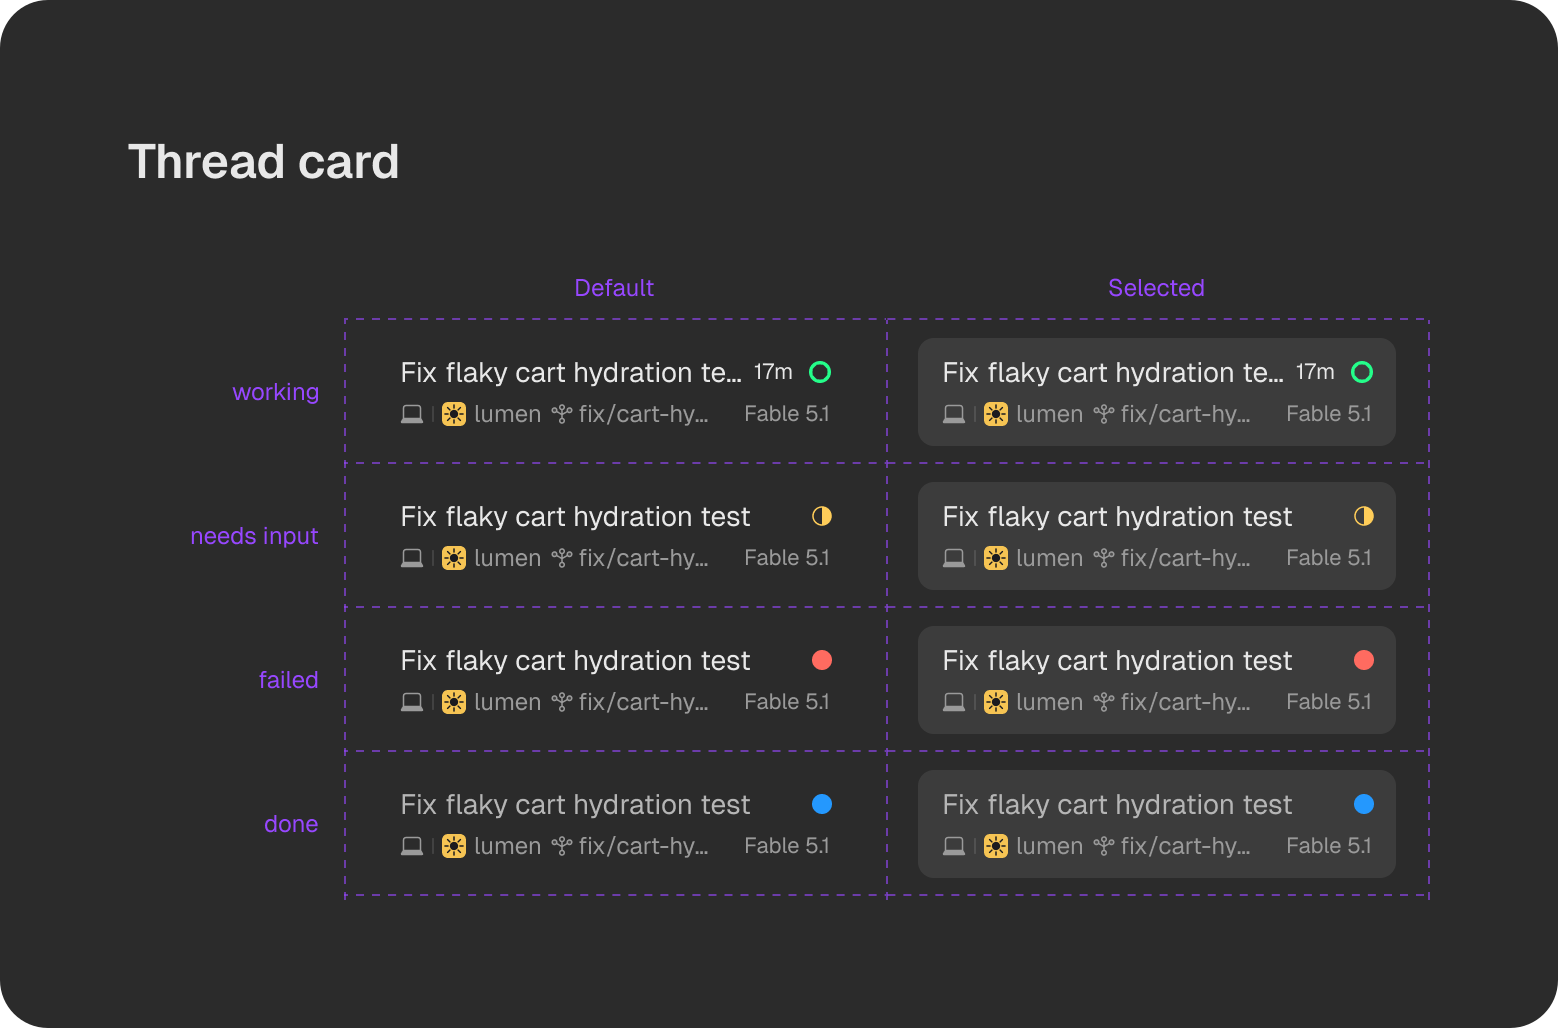 Thread card
Default
Selected
working
Fix flaky cart hydration te... 17m
lumen fix/cart-hy... Fable 5.1
Fix flaky cart hydration te... 17m
lumen fix/cart-hy... Fable 5.1
needs input
Fix flaky cart hydration test
lumen fix/cart-hy... Fable 5.1
Fix flaky cart hydration test
lumen fix/cart-hy... Fable 5.1
failed
Fix flaky cart hydration test
lumen fix/cart-hy... Fable 5.1
Fix flaky cart hydration test
lumen fix/cart-hy... Fable 5.1
done
Fix flaky cart hydration test
lumen fix/cart-hy... Fable 5.1
Fix flaky cart hydration test
lumen fix/cart-hy... Fable 5.1